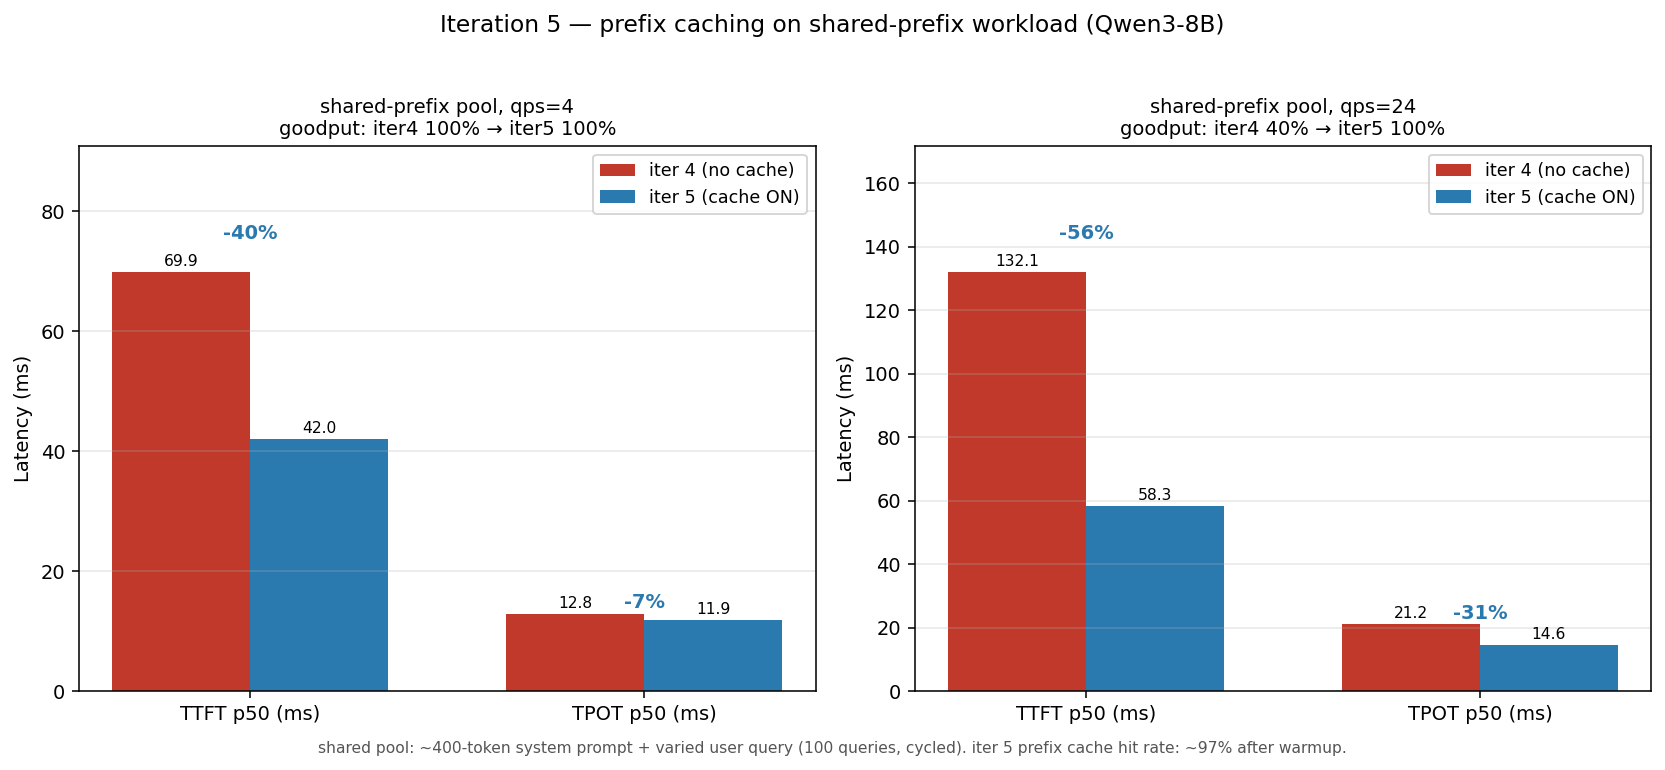 Iteration 5 — prefix caching on shared-prefix workload (Qwen3-8B)
shared-prefix pool, qps=4
goodput: iter4 100% → iter5 100%
iter 4 (no cache)
iter 5 (cache ON)
Latency (ms)
80
60
40
20
0
-40%
69.9
42.0
12.8
-7%
11.9
TTFT p50 (ms)
TPOT p50 (ms)
shared-prefix pool, qps=24
goodput: iter4 40% → iter5 100%
iter 4 (no cache)
iter 5 (cache ON)
Latency (ms)
160
140
120
100
80
60
40
20
0
-56%
132.1
58.3
21.2
-31%
14.6
TTFT p50 (ms)
TPOT p50 (ms)
shared pool: ~400-token system prompt + varied user query (100 queries, cycled). iter 5 prefix cache hit rate: ~97% after warmup.